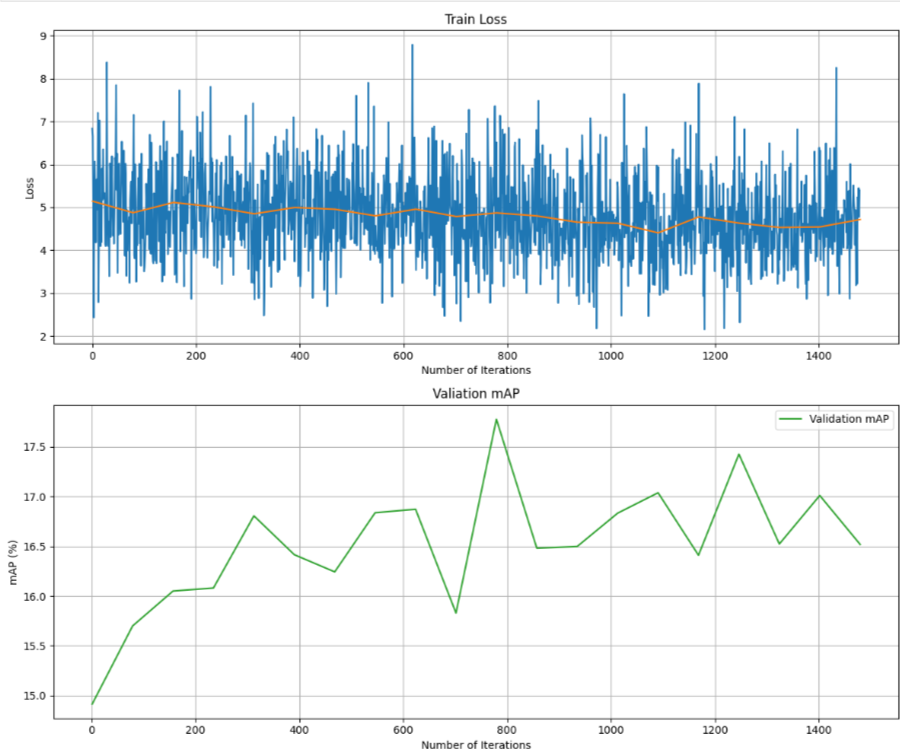 Train Loss
9
8
7
6
5
4
3
2
Loss
0 200 400 600 800 1000 1200 1400
Number of Iterations
Valiation mAP
Validation mAP
17.5
17.0
16.5
16.0
15.5
15.0
mAP (%)
0 200 400 600 800 1000 1200 1400
Number of Iterations